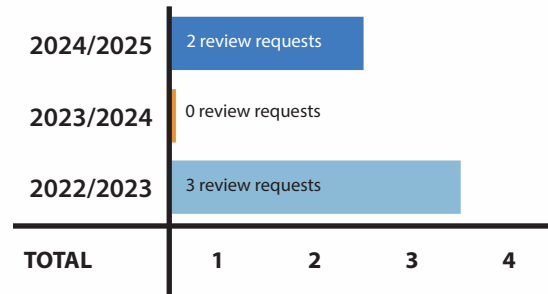 2024/2025 2 review requests
2023/2024 0 review requests
2022/2023 3 review requests
TOTAL 1 2 3 4